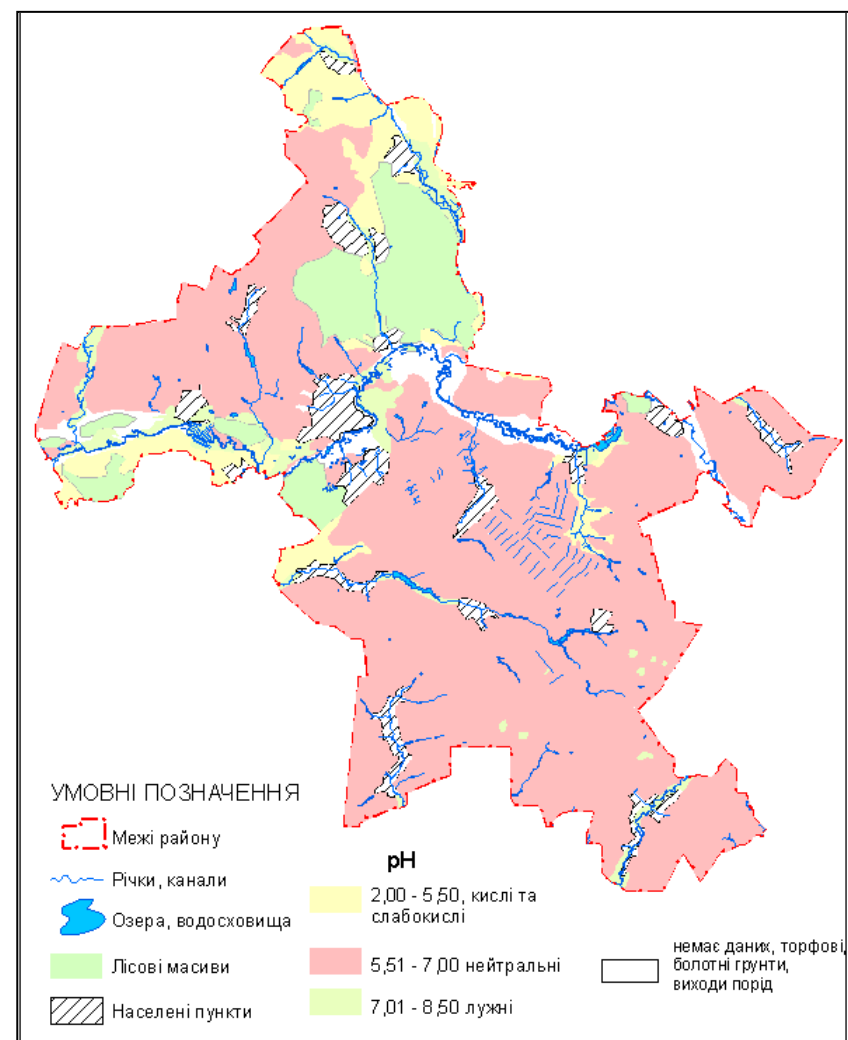 УМОВНІ ПОЗНАЧЕННЯ
Межі району
Річки, канали
Озера, водосховища
Лісові масиви
Населені пункти
pH
2,00 - 5,50, кислі та
слабокислі
5,51 - 7,00 нейтральні
7,01 - 8,50 лужні
немає даних, торфові,
болотні грунти,
виходи порід